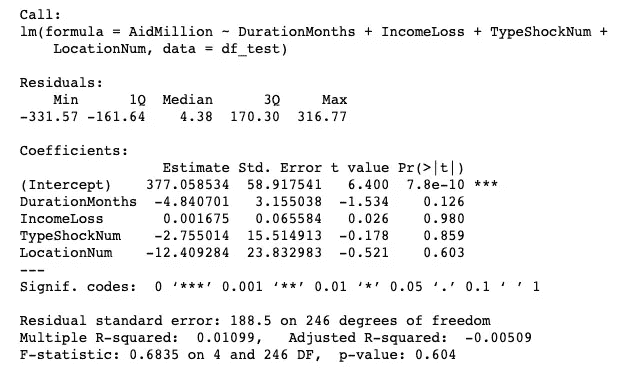 Call:
lm(formula = AidMillion ~ DurationMonths + IncomeLoss + TypeShockNum +
    LocationNum, data = df_test)
Residuals:
    Min      1Q  Median      3Q     Max
-331.57 -161.64    4.38  170.30  316.77
Coefficients:
                 Estimate Std. Error t value Pr(>|t|)
(Intercept)    377.058534  58.917541   6.400  7.8e-10 ***
DurationMonths  -4.840701   3.155038  -1.534    0.126
IncomeLoss       0.001675   0.065584   0.026    0.980
TypeShockNum    -2.755014  15.514913  -0.178    0.859
LocationNum    -12.409284  23.832983  -0.521    0.603
---
Signif. codes:  0 ‘***’ 0.001 ‘**’ 0.01 ‘*’ 0.05 ‘.’ 0.1 ‘ ’ 1
Residual standard error: 188.5 on 246 degrees of freedom
Multiple R-squared:  0.01099,   Adjusted R-squared:  -0.00509
F-statistic: 0.6835 on 4 and 246 DF,  p-value: 0.604